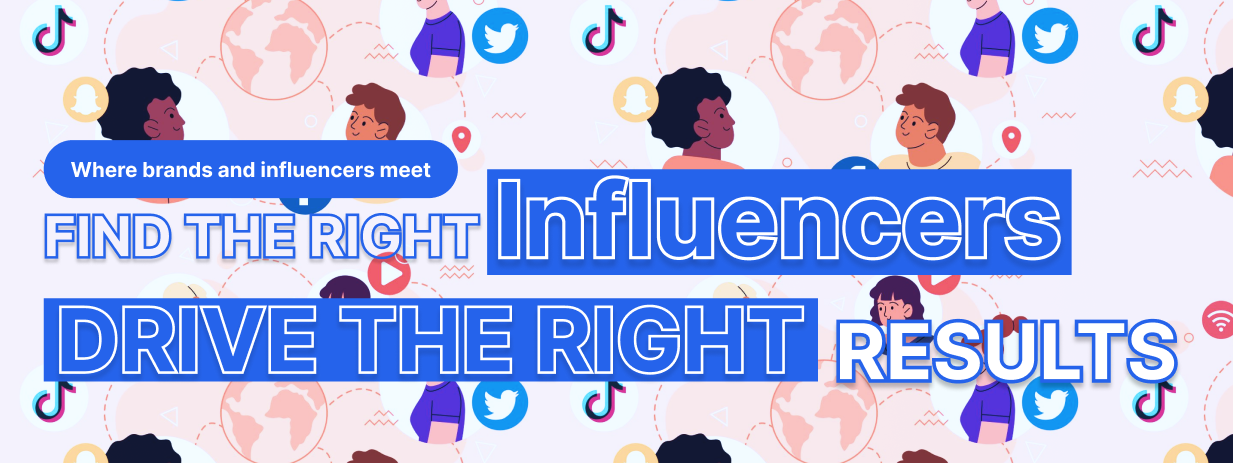 Where brands and influencers meet
FIND THE RIGHT Influencers
DRIVE THE RIGHT RESULTS